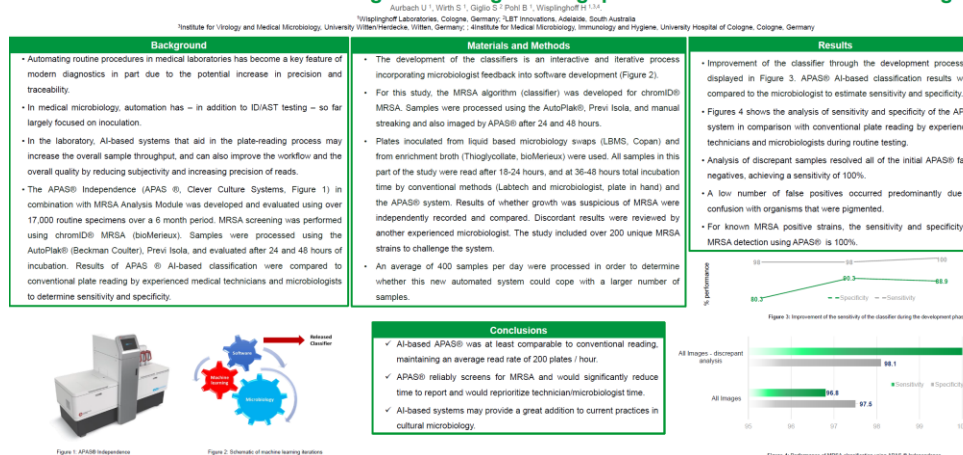 Aurbach U ¹, Wirth S ¹, Giglio S ² Pohl B ¹, Wisplinghoff H ¹,³,⁴,
¹Wisplinghoff Laboratories, Cologne, Germany; ²LBT Innovations, Adelaide, South Australia
³Institute for Virology and Medical Microbiology, University Witten/Herdecke, Witten, Germany; ; 4Institute for Medical Microbiology, Immunology and Hygiene, University Hospital of Cologne, Cologne, Germany
Background
• Automating routine procedures in medical laboratories has become a key feature of
modern diagnostics in part due to the potential increase in precision and
traceability.
• In medical microbiology, automation has – in addition to ID/AST testing – so far
largely focused on inoculation.
• In the laboratory, AI-based systems that aid in the plate-reading process may
increase the overall sample throughput, and can also improve the workflow and the
overall quality by reducing subjectivity and increasing precision of reads.
• The APAS® Independence (APAS ®, Clever Culture Systems, Figure 1) in
combination with MRSA Analysis Module was developed and evaluated using over
17,000 routine specimens over a 6 month period. MRSA screening was performed
using chromID® MRSA (bioMerieux). Samples were processed using the
AutoPlak® (Beckman Coulter), Previ Isola, and evaluated after 24 and 48 hours of
incubation. Results of APAS ® AI-based classification were compared to
conventional plate reading by experienced medical technicians and microbiologists
to determine sensitivity and specificity.
Materials and Methods
• The development of the classifiers is an interactive and iterative process
incorporating microbiologist feedback into software development (Figure 2).
• For this study, the MRSA algorithm (classifier) was developed for chromID®
MRSA. Samples were processed using the AutoPlak®, Previ Isola, and manual
streaking and also imaged by APAS® after 24 and 48 hours.
• Plates inoculated from liquid based microbiology swaps (LBMS, Copan) and
from enrichment broth (Thioglycollate, bioMerieux) were used. All samples in this
part of the study were read after 18-24 hours, and at 36-48 hours total incubation
time by conventional methods (Labtech and microbiologist, plate in hand) and
the APAS® system. Results of whether growth was suspicious of MRSA were
independently recorded and compared. Discordant results were reviewed by
another experienced microbiologist. The study included over 200 unique MRSA
strains to challenge the system.
• An average of 400 samples per day were processed in order to determine
whether this new automated system could cope with a larger number of
samples.
Results
• Improvement of the classifier through the development process
displayed in Figure 3. APAS® AI-based classification results w
compared to the microbiologist to estimate sensitivity and specificity.
• Figures 4 shows the analysis of sensitivity and specificity of the AP
system in comparison with conventional plate reading by experienc
technicians and microbiologists during routine testing.
• Analysis of discrepant samples resolved all of the initial APAS® fa
negatives, achieving a sensitivity of 100%.
• A low number of false positives occurred predominantly due
confusion with organisms that were pigmented.
• For known MRSA positive strains, the sensitivity and specificity
MRSA detection using APAS® is 100%.
% performance
98 98 100
80.3 90.3 88.9
Specificity Sensitivity
Figure 3: Improvement of the sensitivity of the classifier during the development phas
Conclusions
✓ AI-based APAS® was at least comparable to conventional reading,
maintaining an average read rate of 200 plates / hour.
✓ APAS® reliably screens for MRSA and would significantly reduce
time to report and would reprioritize technician/microbiologist time.
✓ AI-based systems may provide a great addition to current practices in
cultural microbiology.
Released
Classifier
Software
Machine
learning
Microbiology
Figure 1: APAS® Independence
Figure 2: Schematic of machine learning iterations
All Images - discrepant
analysis
98.1
Sensitivity Specificity
All Images
96.8
97.5
95 96 97 98 99 10